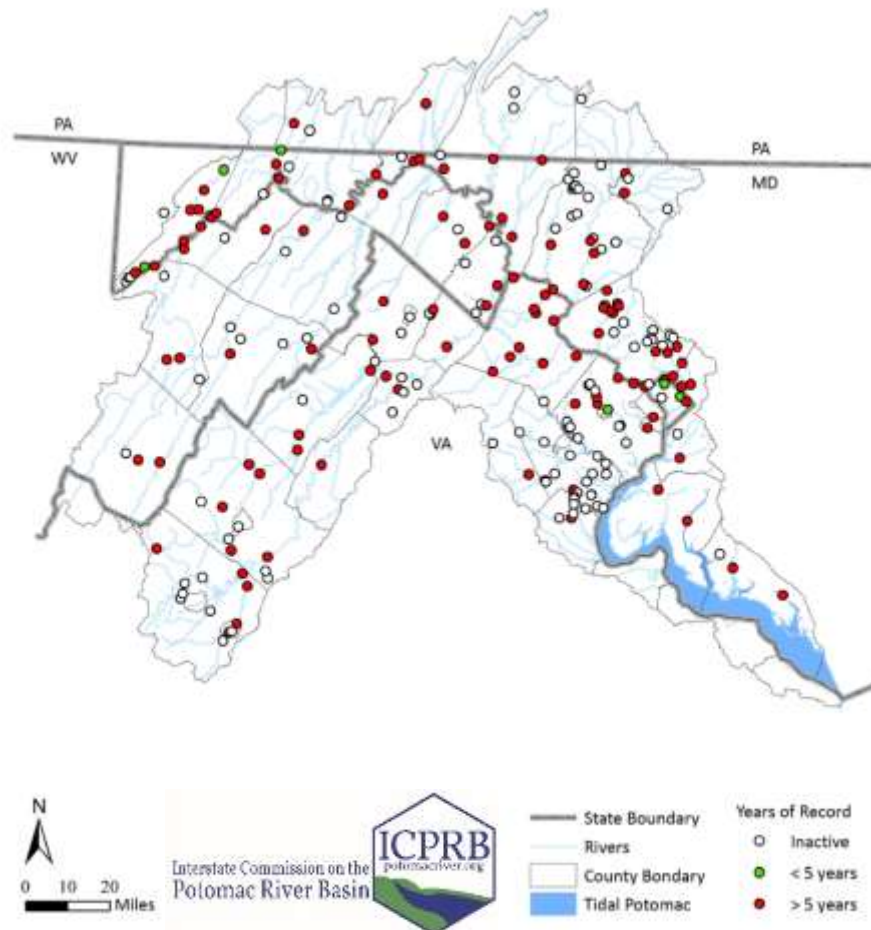 PA
WV
PA
MD
VA
N
0 10 20
Miles
Interstate Commission on the
Potomac River Basin
ICPRB
potomacriver.org
State Boundary
Rivers
County Bondary
Tidal Potomac
Years of Record
Inactive
< 5 years
> 5 years